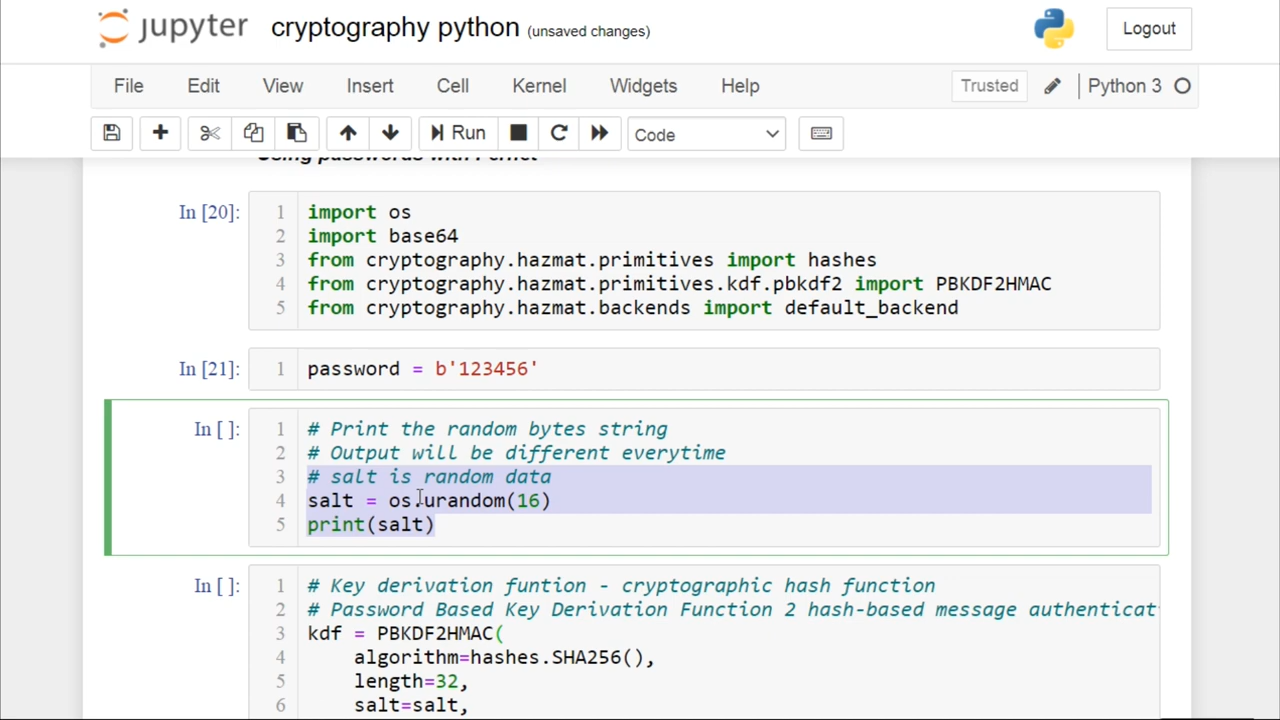 jupyter cryptography python (unsaved changes)
Logout
File Edit View Insert Cell Kernel Widgets Help Trusted Python 3
Run Code
Using passwords with Fernet
In [20]:
1 import os
2 import base64
3 from cryptography.hazmat.primitives import hashes
4 from cryptography.hazmat.primitives.kdf.pbkdf2 import PBKDF2HMAC
5 from cryptography.hazmat.backends import default_backend
In [21]:
1 password = b'123456'
In [ ]:
1 # Print the random bytes string
2 # Output will be different everytime
3 # salt is random data
4 salt = os.urandom(16)
5 print(salt)
In [ ]:
1 # Key derivation funtion - cryptographic hash function
2 # Password Based Key Derivation Function 2 hash-based message authenticat
3 kdf = PBKDF2HMAC(
4 algorithm=hashes.SHA256(),
5 length=32,
6 salt=salt,